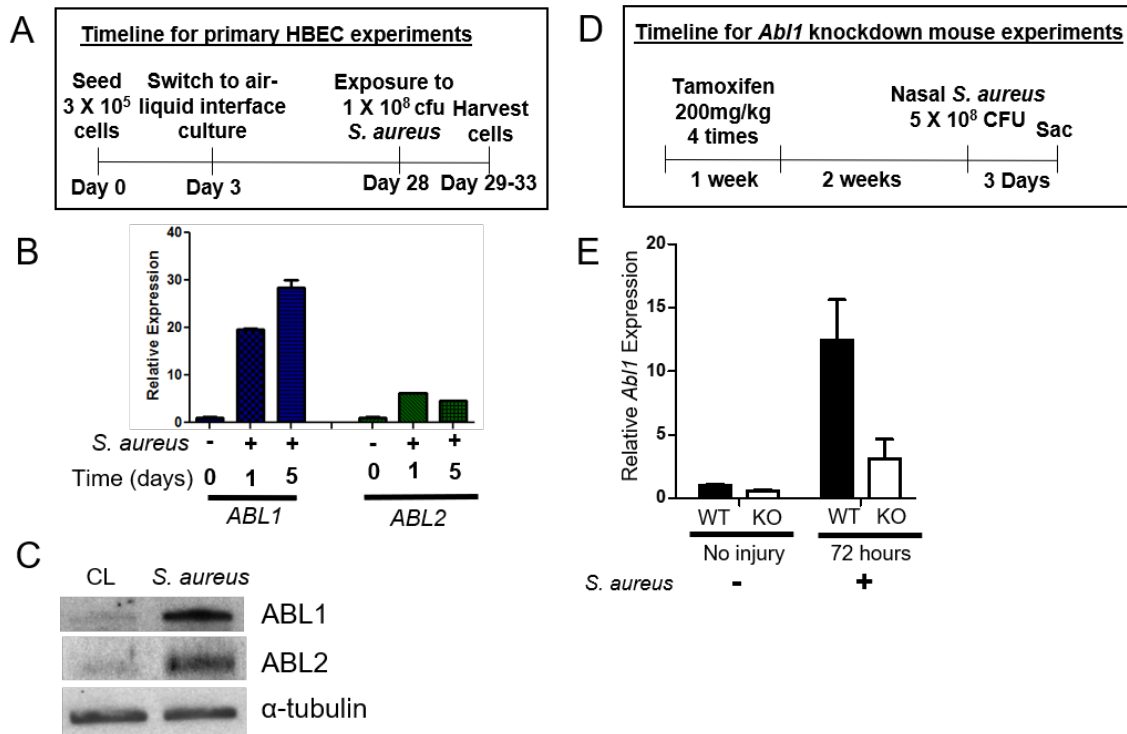 A
Timeline for primary HBEC experiments
Seed
3 X 10⁵
cells
Switch to air-
liquid interface
culture
Exposure to
1 X 10⁸ cfu
S. aureus
Harvest
cells
Day 0
Day 3
Day 28
Day 29-33
B
Relative Expression
40
30
20
10
0
S. aureus - + + - + +
Time (days) 0 1 5 0 1 5
ABL1 ABL2
C
CL S. aureus
ABL1
ABL2
α-tubulin
D
Timeline for Abl1 knockdown mouse experiments
Tamoxifen
200mg/kg
4 times
Nasal S. aureus
5 X 10⁸ CFU
Sac
1 week
2 weeks
3 Days
E
Relative Abl1 Expression
20
15
10
5
0
WT KO WT KO
No injury 72 hours
S. aureus - +